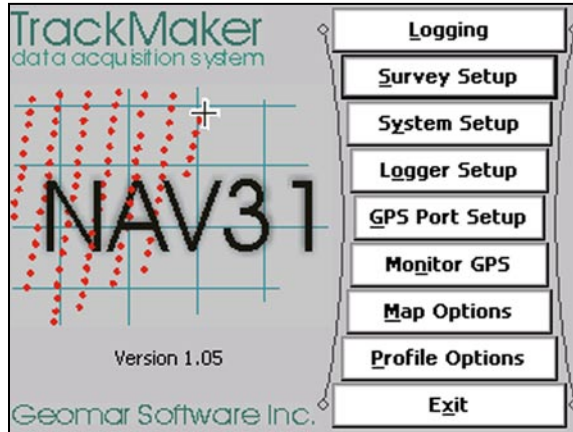 TrackMaker
data acquisition system
NAV31
Version 1.05
Geomar Software Inc.
Logging
Survey Setup
System Setup
Logger Setup
GPS Port Setup
Monitor GPS
Map Options
Profile Options
Exit